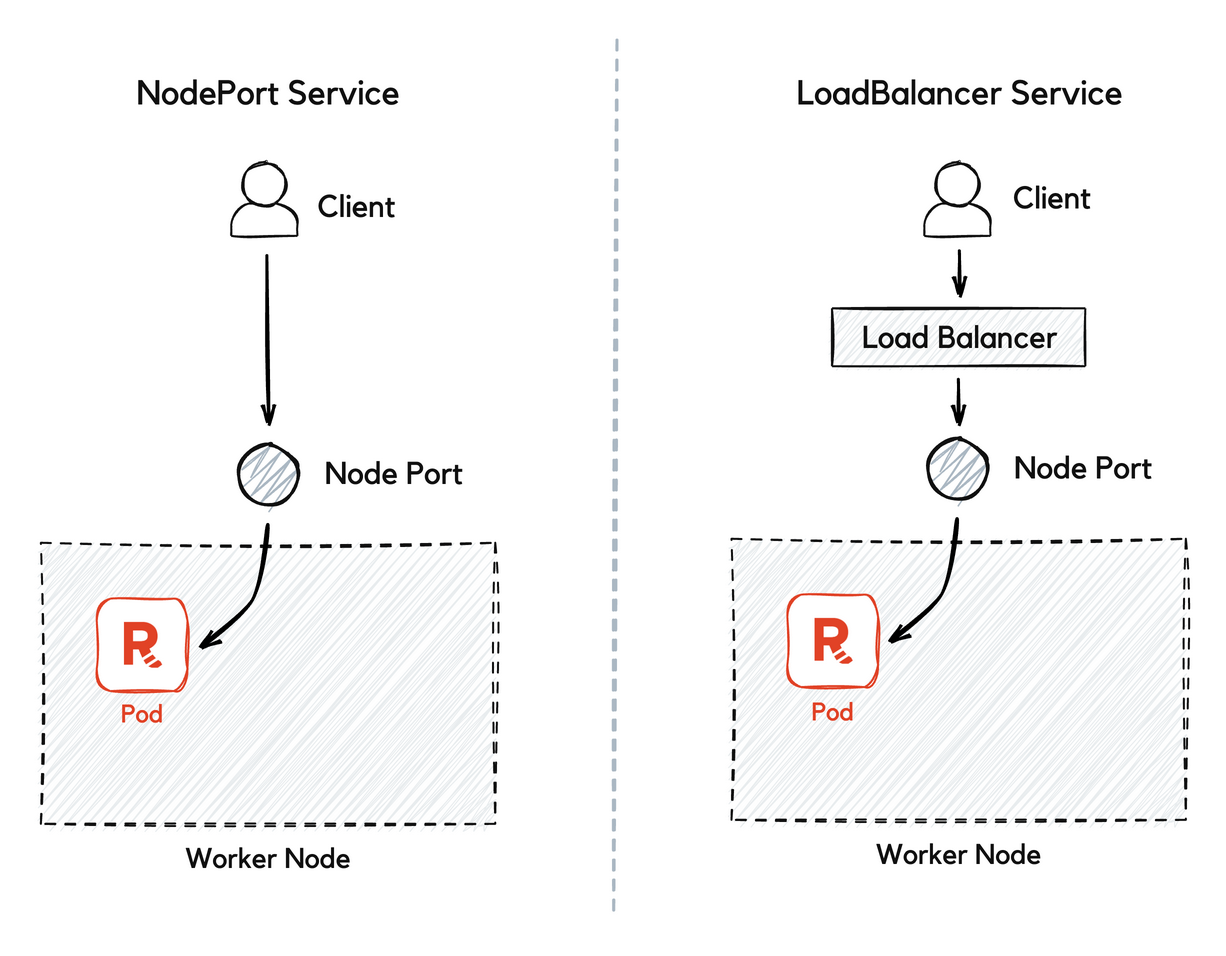 NodePort Service
Client
Node Port
R
Pod
Worker Node
LoadBalancer Service
Client
Load Balancer
Node Port
R
Pod
Worker Node